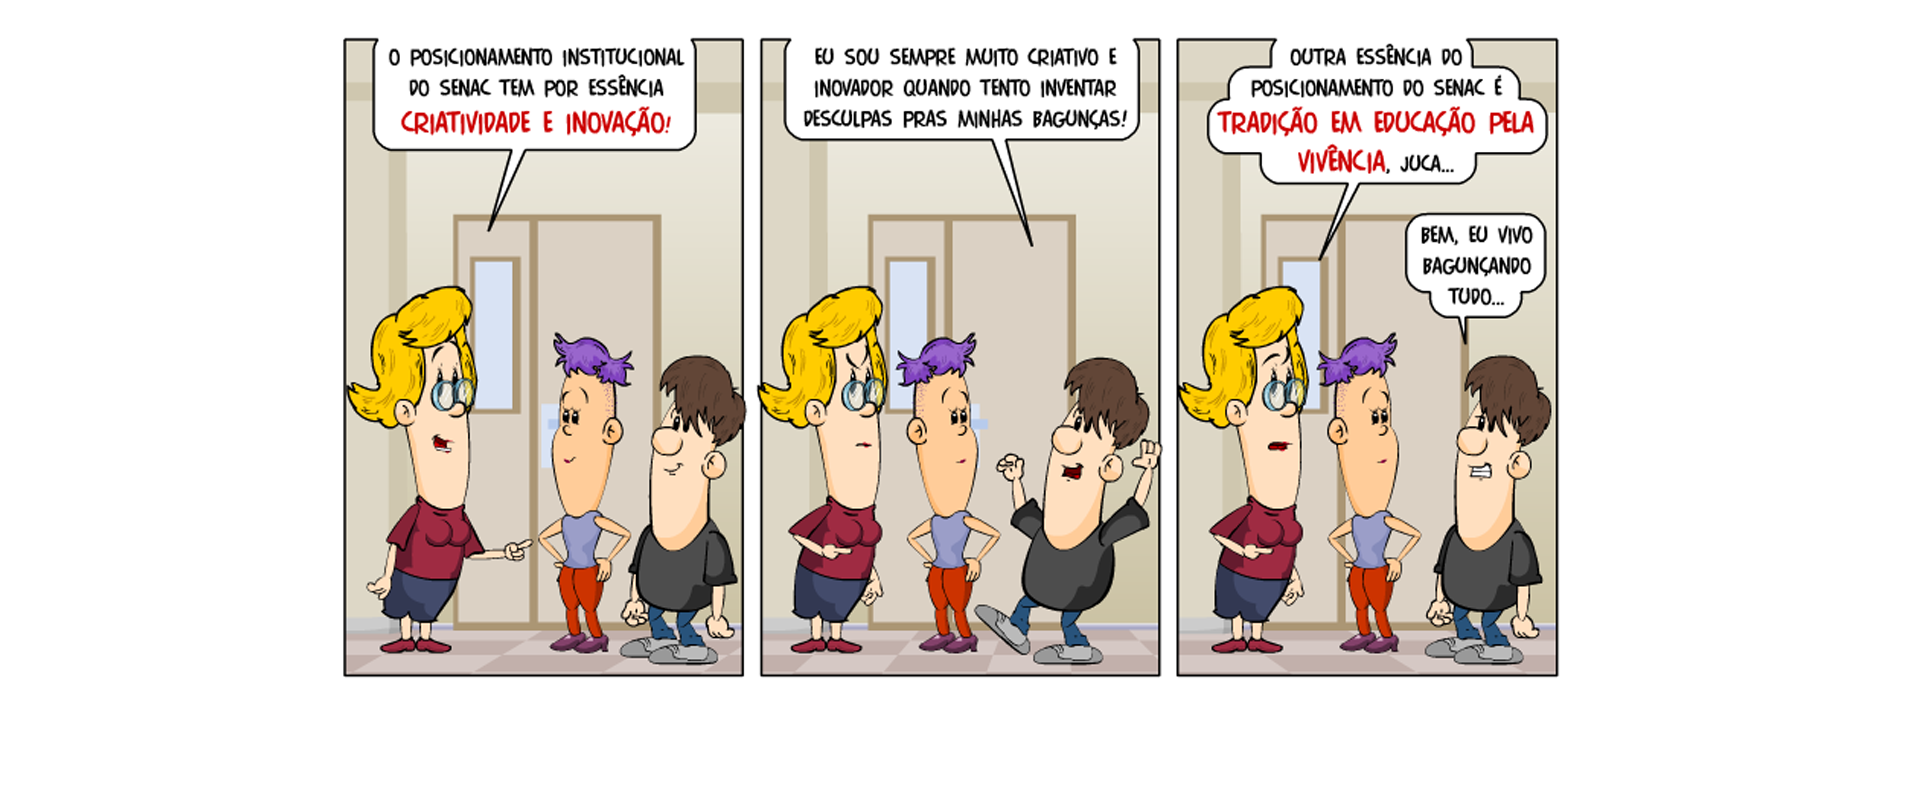 O POSICIONAMENTO INSTITUCIONAL
DO SENAC TEM POR ESSÊNCIA
CRIATIVIDADE E INOVAÇÃO!
EU SOU SEMPRE MUITO CRIATIVO E
INOVADOR QUANDO TENTO INVENTAR
DESCULPAS PRAS MINHAS BAGUNÇAS!
OUTRA ESSÊNCIA DO
POSICIONAMENTO DO SENAC É
TRADIÇÃO EM EDUCAÇÃO PELA
VIVÊNCIA, JUCA...
BEM, EU VIVO
BAGUNÇANDO
TUDO...